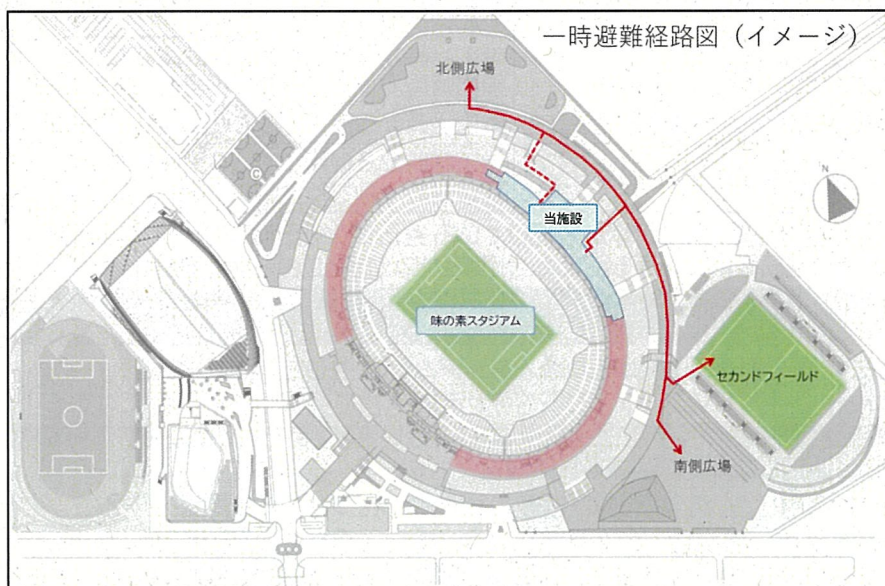 一時避難経路図（イメージ）
北側広場
N
C
当施設
味の素スタジアム
セカンドフィールド
南側広場